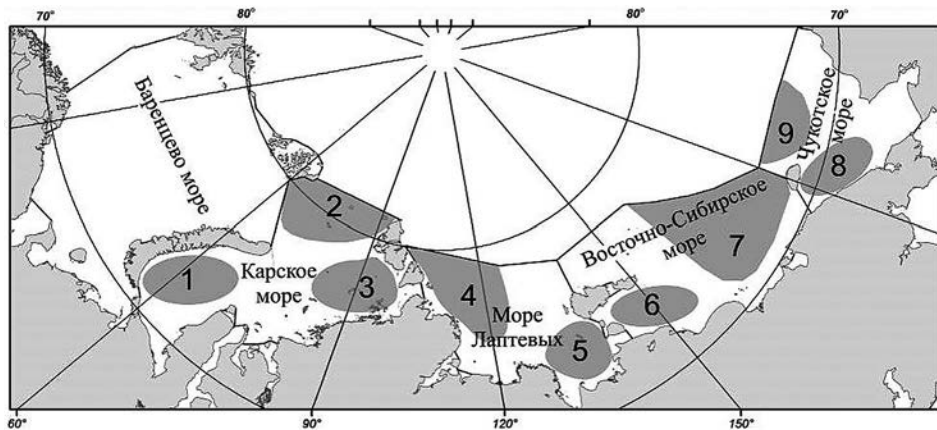 70°
80°
80°
70°
Баренцево море
Карское
море
Море
Лаптевых
Восточно-Сибирское
море
Чукотское
море
1
2
3
4
5
6
7
8
9
60°
90°
120°
150°